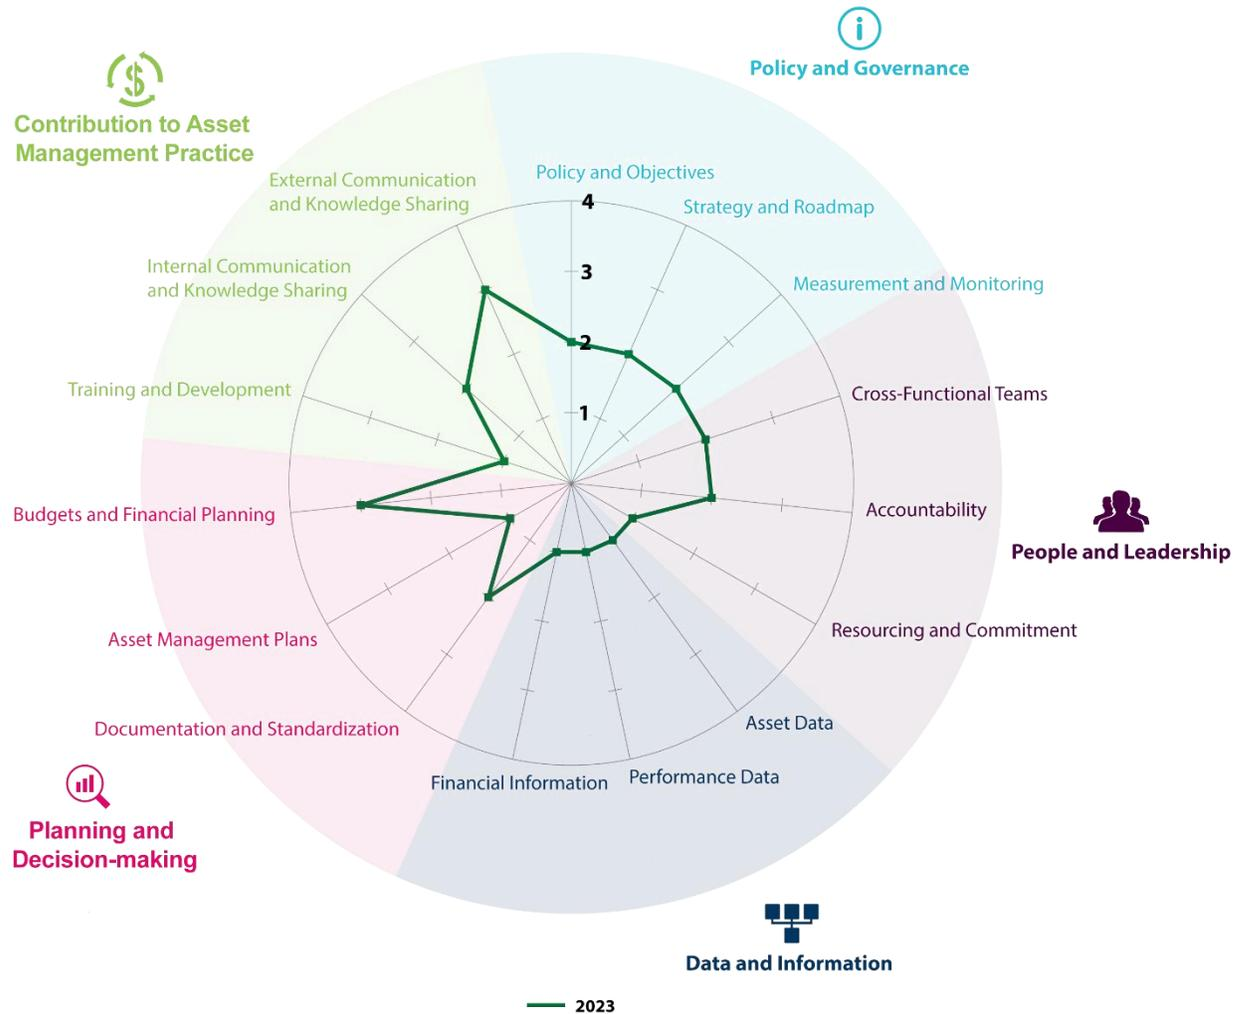 Policy and Governance
Contribution to Asset
Management Practice
External Communication
and Knowledge Sharing
Policy and Objectives
Strategy and Roadmap
Internal Communication
and Knowledge Sharing
Measurement and Monitoring
Training and Development
Cross-Functional Teams
4
3
2
1
Budgets and Financial Planning
Accountability
People and Leadership
Asset Management Plans
Resourcing and Commitment
Documentation and Standardization
Asset Data
Financial Information
Performance Data
Planning and
Decision-making
Data and Information
2023